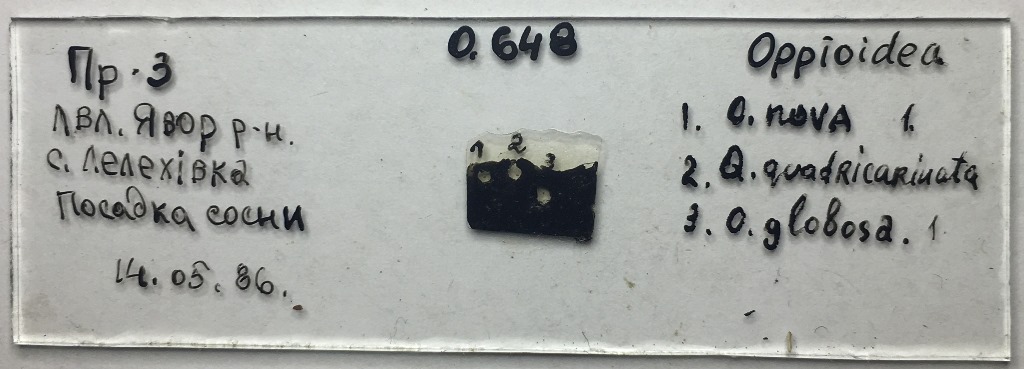 Пр. 3
Лвл. Явор р-н.
с. Лелехівка
Посадка сосни
14. 05. 86.
O. 648
1 2 3
Oppioidea
1. O. nova 1.
2. Q. quadricarinata
3. O. globosa. 1